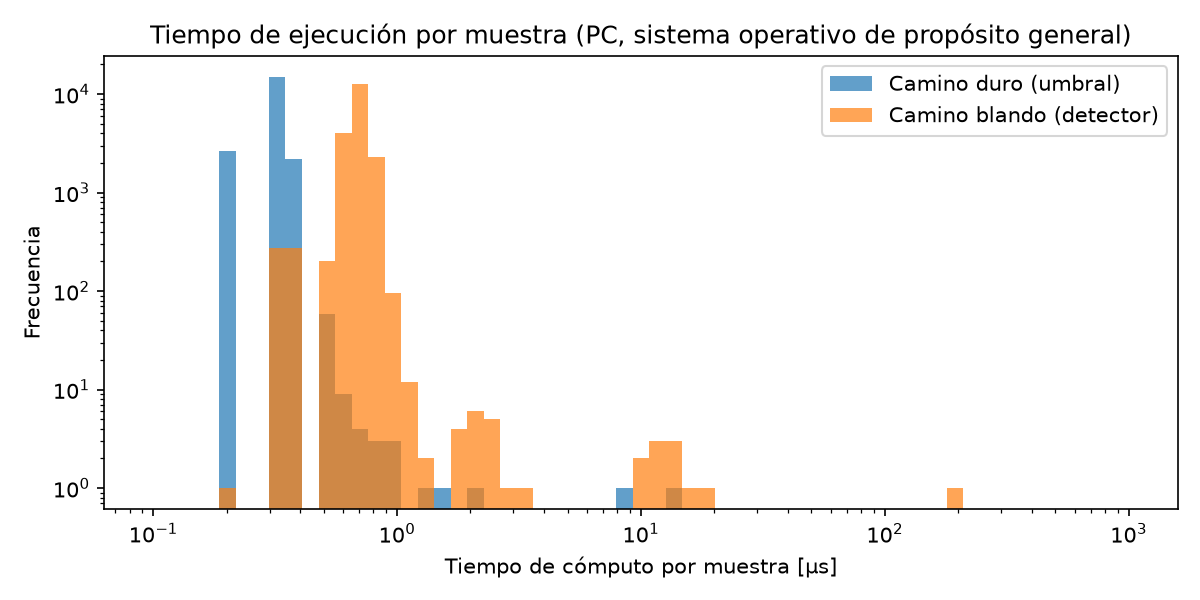 Tiempo de ejecución por muestra (PC, sistema operativo de propósito general)
Camino duro (umbral)
Camino blando (detector)
Frecuencia
10⁴
10³
10²
10¹
10⁰
10⁻¹ 10⁰ 10¹ 10² 10³
Tiempo de cómputo por muestra [µs]